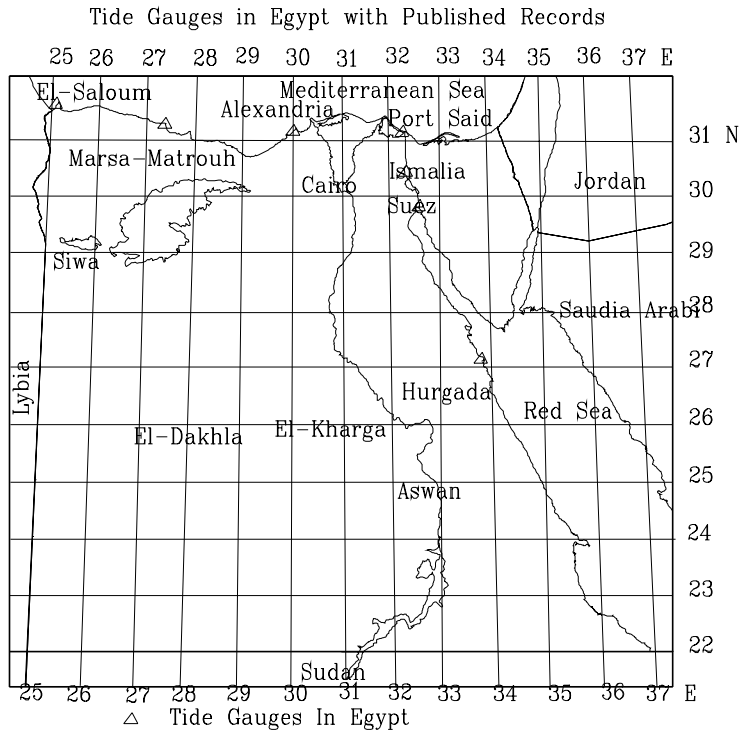 Tide Gauges in Egypt with Published Records
25 26 27 28 29 30 31 32 33 34 35 36 37 E
El-Saloum
Mediterranean Sea
Alexandria
Port Said
31 N
Marsa-Matrouh
Ismalia
Jordan
Cairo
30
Suez
29
Siwa
28
Saudia Arabi
27
Lybia
Hurgada
Red Sea
26
El-Kharga
El-Dakhla
25
Aswan
24
23
22
Sudan
25 26 27 28 29 30 31 32 33 34 35 36 37 E
Tide Gauges In Egypt